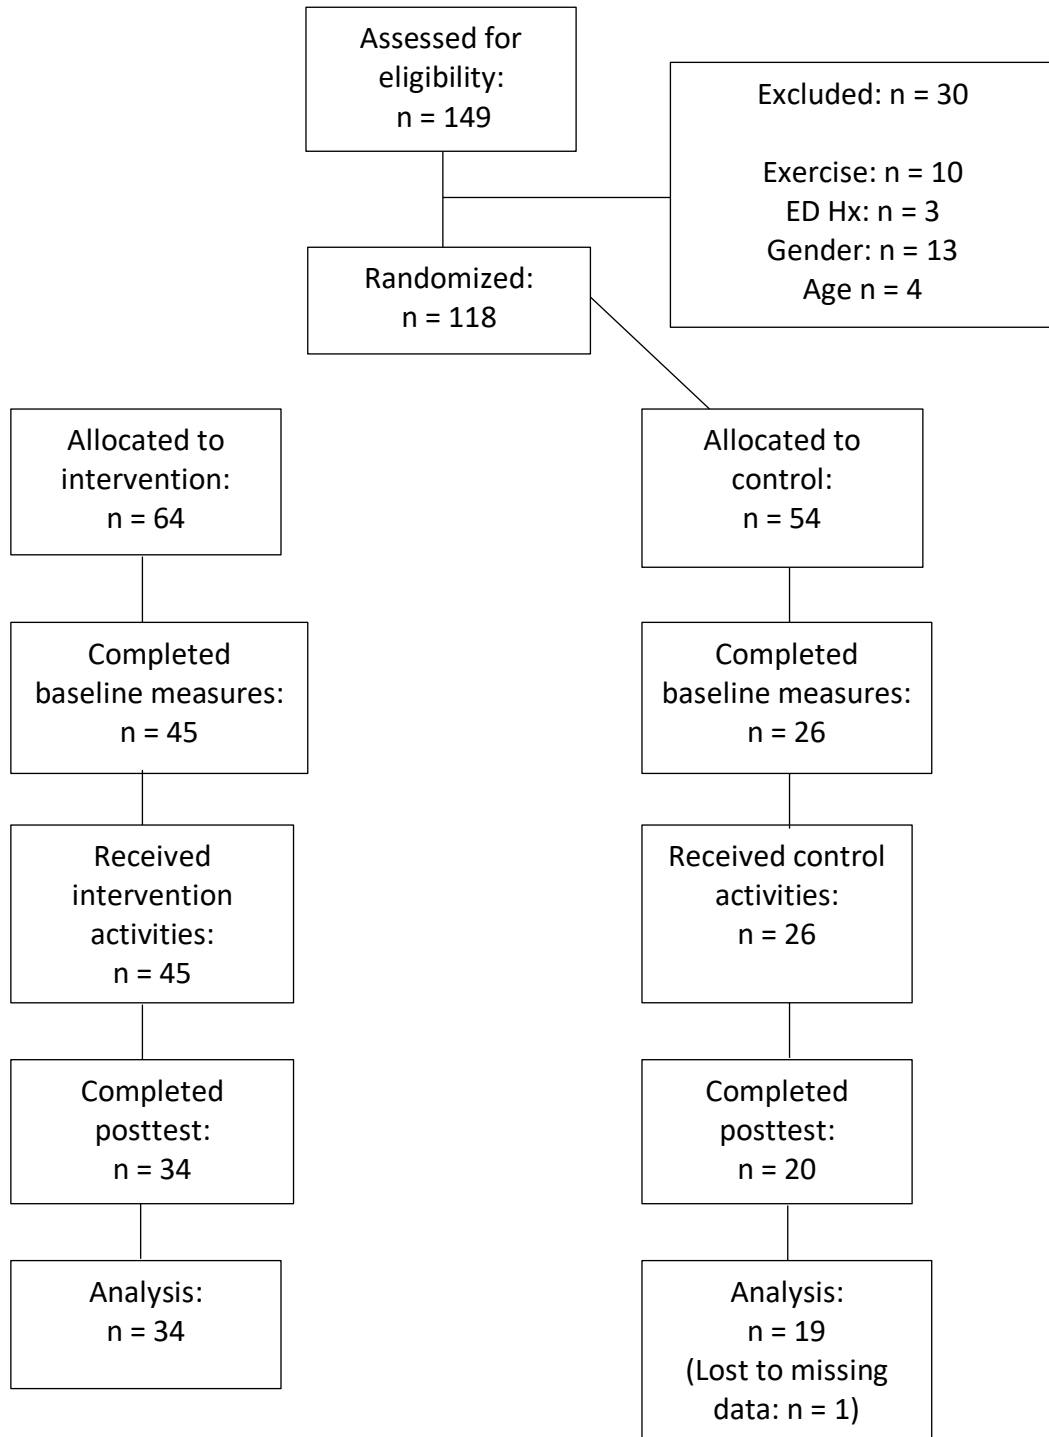 Assessed for
eligibility:
n = 149
Excluded: n = 30
Exercise: n = 10
ED Hx: n = 3
Gender: n = 13
Age n = 4
Randomized:
n = 118
Allocated to
intervention:
n = 64
Allocated to
control:
n = 54
Completed
baseline measures:
n = 45
Completed
baseline measures:
n = 26
Received
intervention
activities:
n = 45
Received control
activities:
n = 26
Completed
posttest:
n = 34
Completed
posttest:
n = 20
Analysis:
n = 34
Analysis:
n = 19
(Lost to missing
data: n = 1)